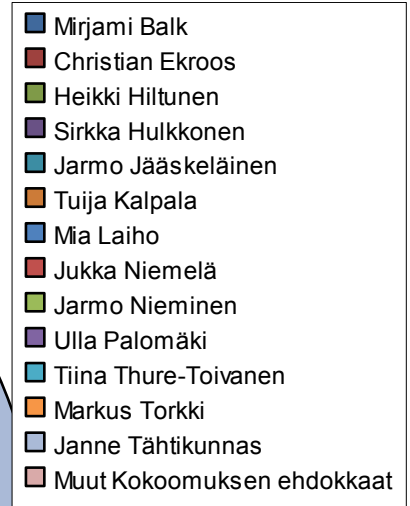 Mirjami Balk
Christian Ekroos
Heikki Hiltunen
Sirkka Hulkkonen
Jarmo Jääskeläinen
Tuija Kalpala
Mia Laiho
Jukka Niemelä
Jarmo Nieminen
Ulla Palomäki
Tiina Thure-Toivanen
Markus Torkki
Janne Tähtikunnas
Muut Kokoomuksen ehdokkaat